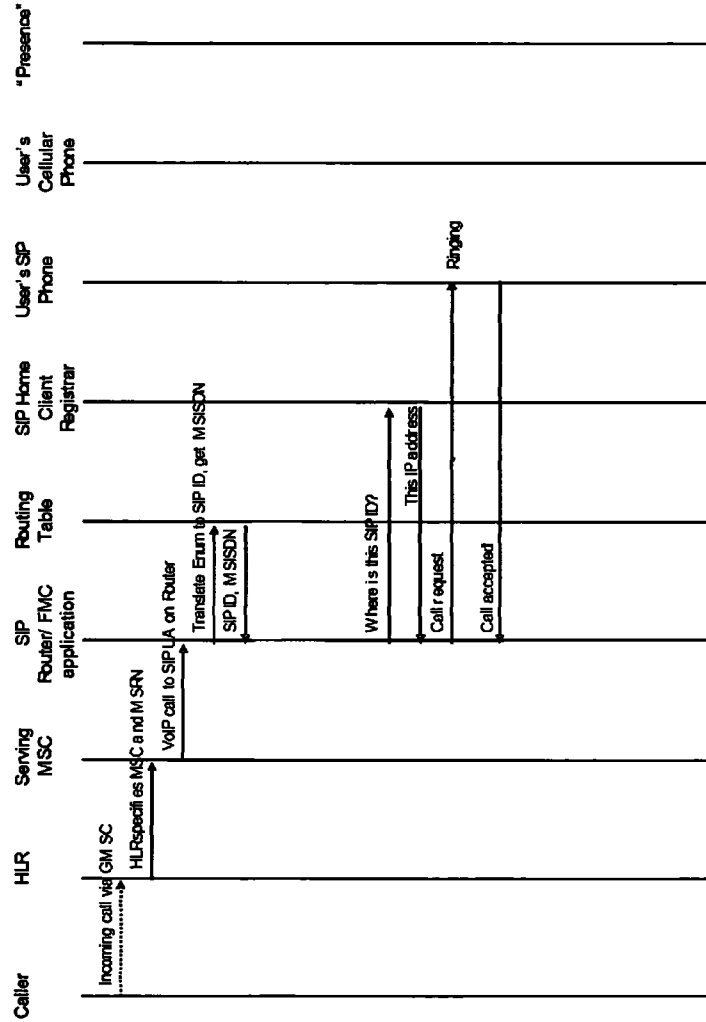 Caller
HLR
Serving
MSC
SIP
Router/ FMC
application
Routing
Table
SIP Home
Client
Registrar
User's SIP
Phone
User's
Cellular
Phone
"Presence"
Incoming call via GMSC
HLR specifies MSC and MSRN
VoIP call to SIP UA on Router
Translate Enum to SIP ID, get MSISDN
SIP ID, MSISDN
Where is this SIP ID?
This IP address
Call request
Ringing
Call accepted